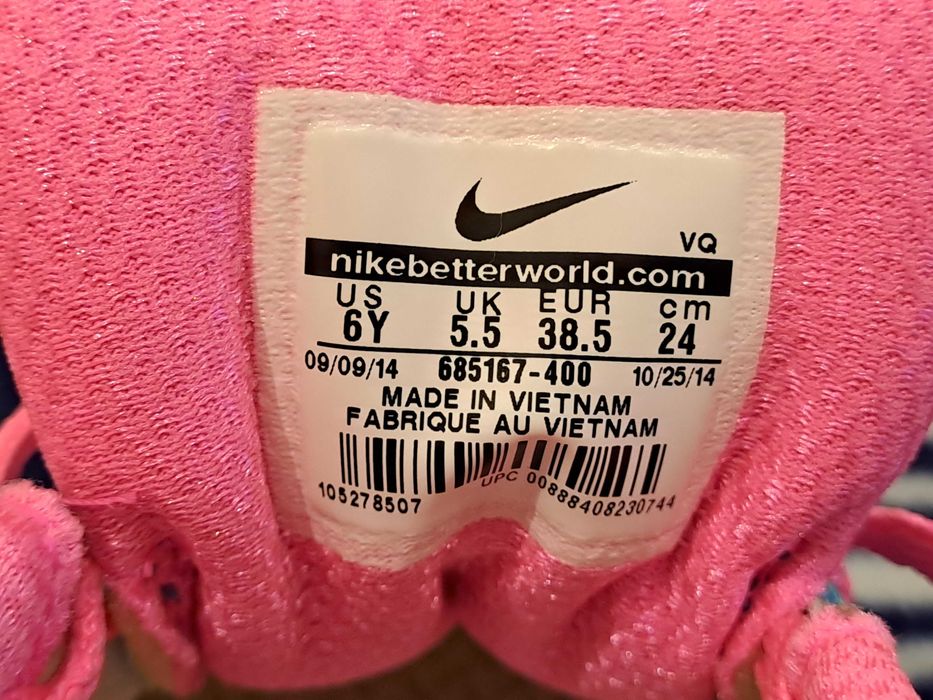 VQ
nikebetterworld.com
US UK EUR cm
6Y 5.5 38.5 24
09/09/14 685167-400 10/25/14
MADE IN VIETNAM
FABRIQUE AU VIETNAM
105278507 UPC 00888408230744